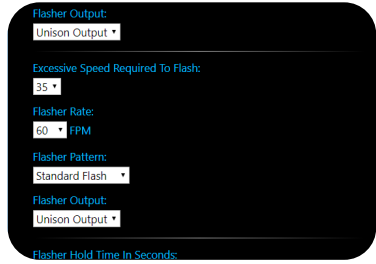 Flasher Output:
Unison Output
Excessive Speed Required To Flash:
35
Flasher Rate:
60 FPM
Flasher Pattern:
Standard Flash
Flasher Output:
Unison Output
Flasher Hold Time In Seconds: